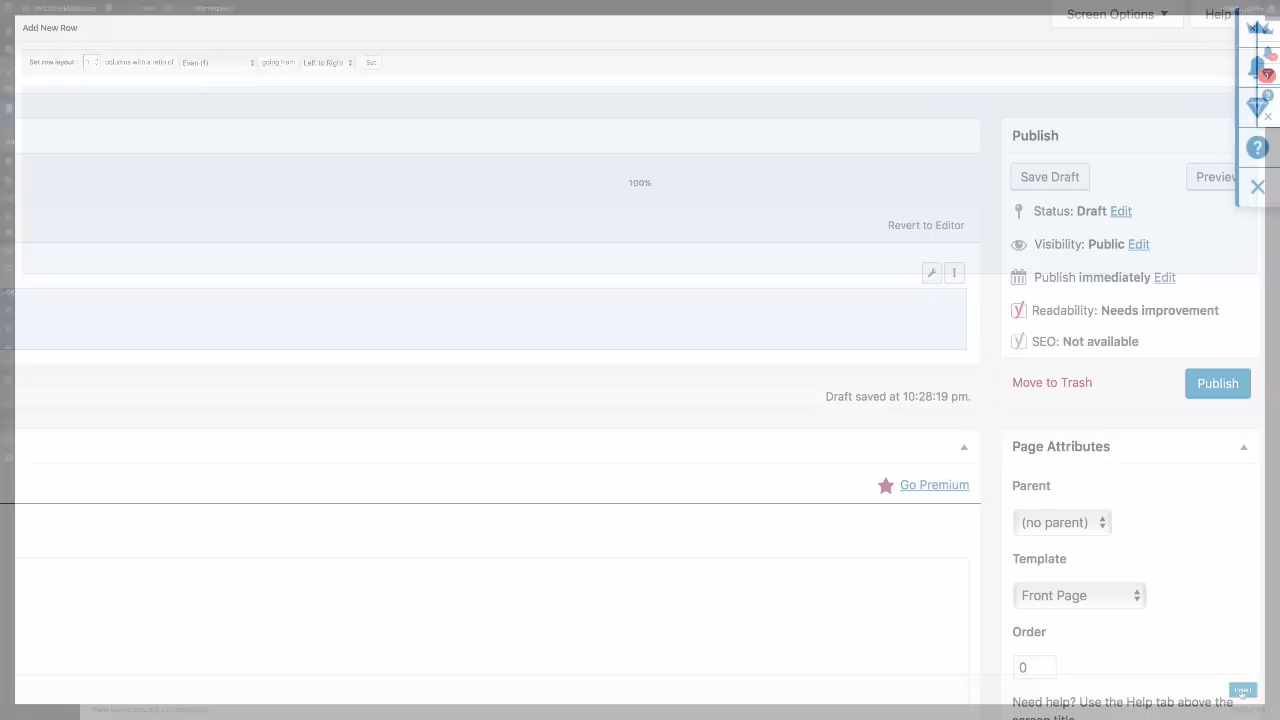 Screen Options
Help
Add New Row
Set row layout :
1
columns with a ratio of
Even (1)
going from
Left to Right
Set
Publish
100%
Save Draft
Preview
Status: Draft Edit
Revert to Editor
Visibility: Public Edit
Publish immediately Edit
Readability: Needs improvement
SEO: Not available
Move to Trash
Publish
Draft saved at 10:28:19 pm.
Page Attributes
Go Premium
Parent
(no parent)
Template
Front Page
Order
0
Need help? Use the Help tab above the
screen title.